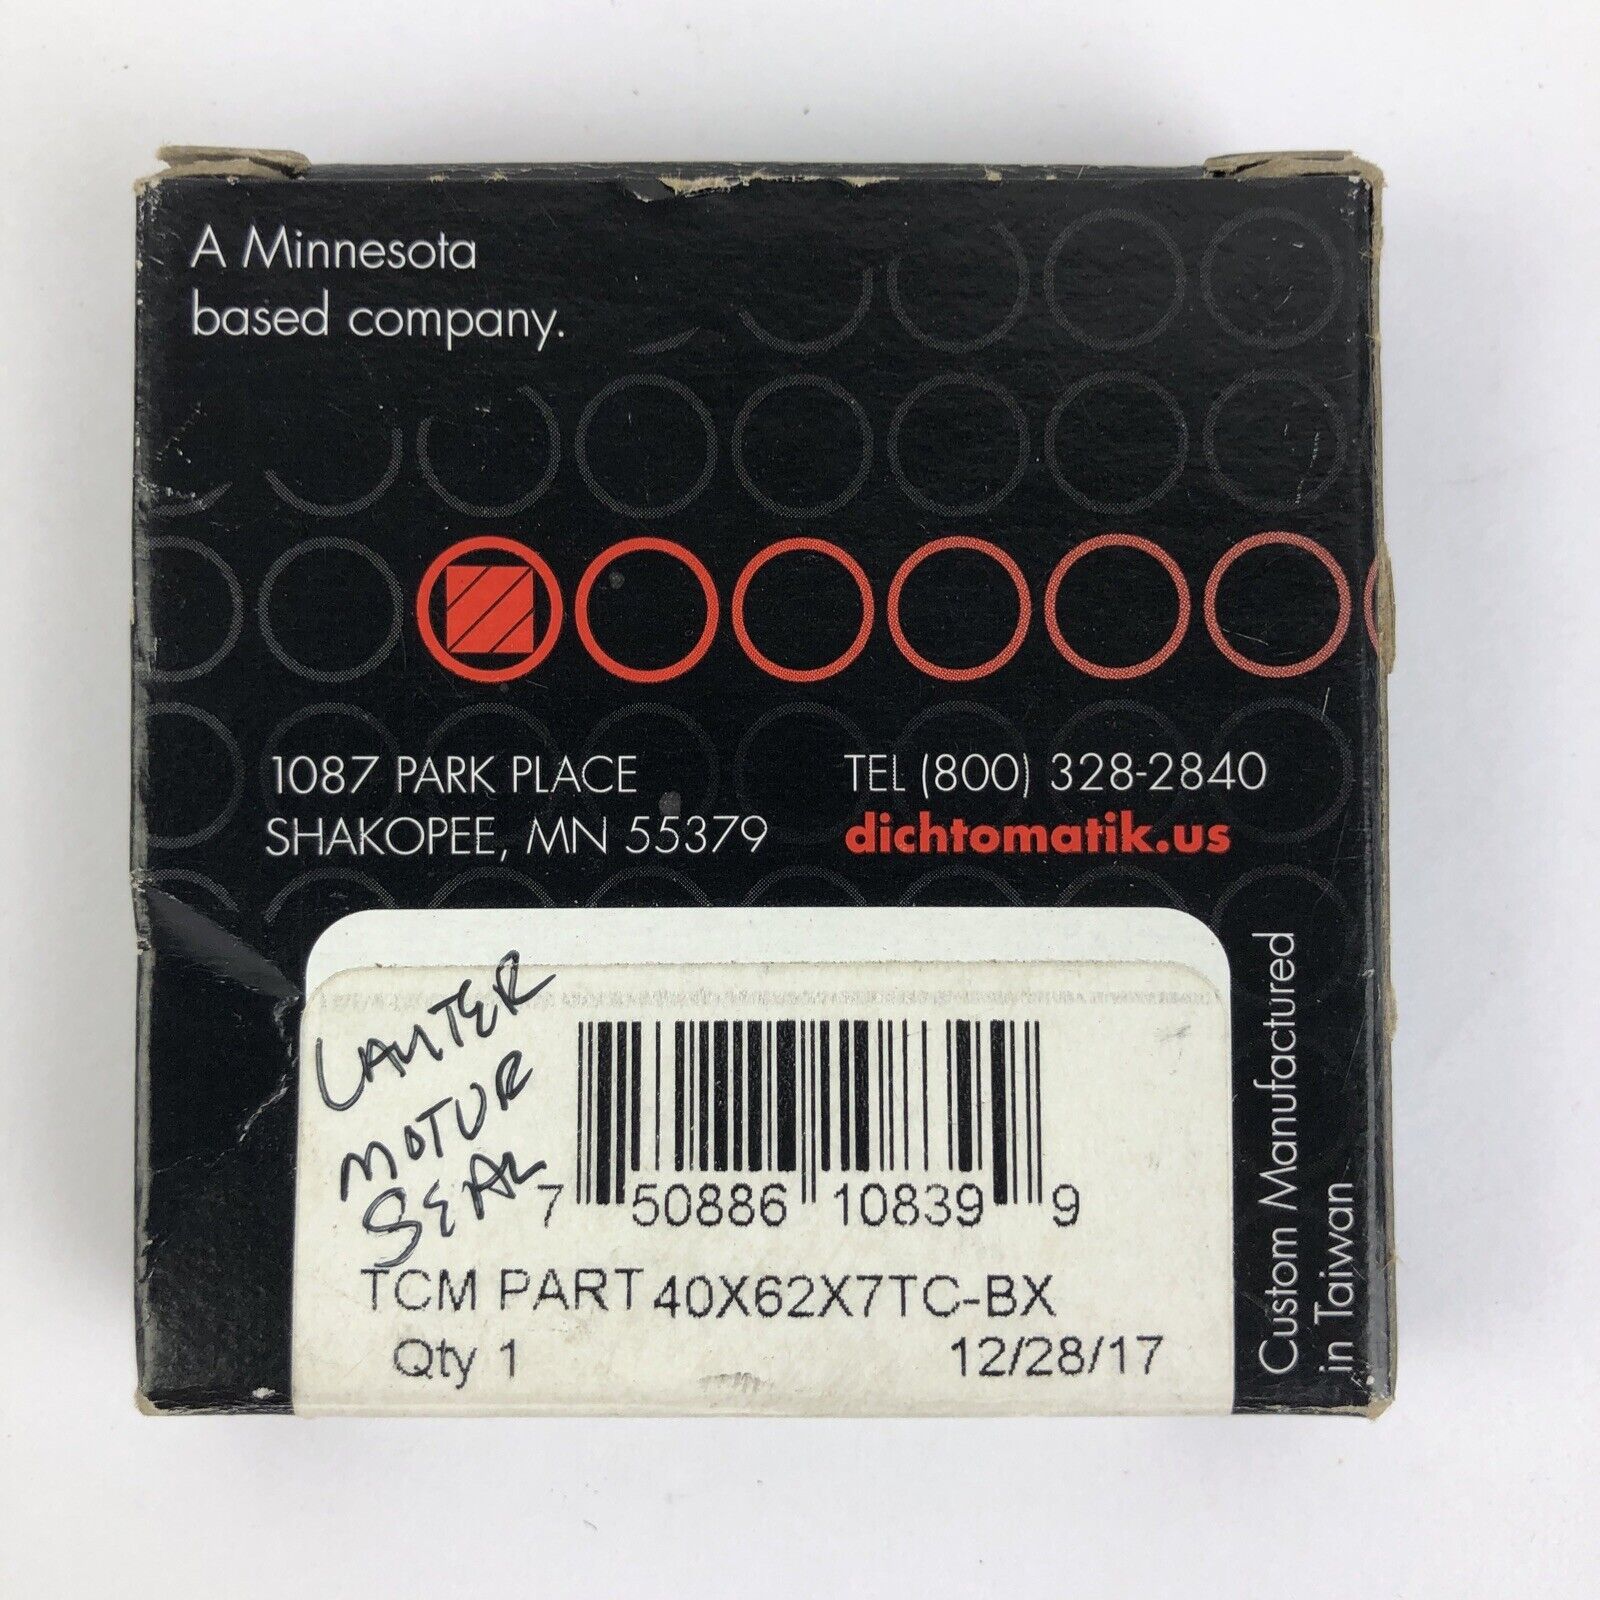 A Minnesota
based company.
1087 PARK PLACE
SHAKOPEE, MN 55379
TEL (800) 328-2840
dichtomatik.us
MOTOR
SEAL
7 50886 10839 9
TCM PART 40X62X7TC-BX
Qty 1
12/28/17
Custom Manufactured
in Taiwan